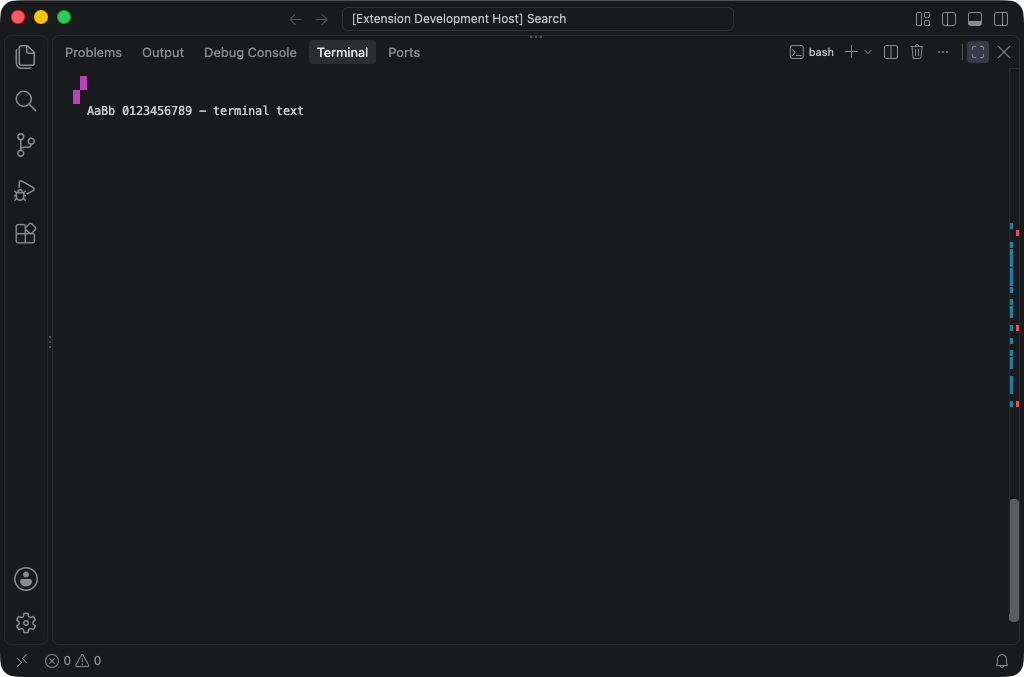 [Extension Development Host] Search
Problems Output Debug Console Terminal Ports
bash
AaBb 0123456789 — terminal text
0 0